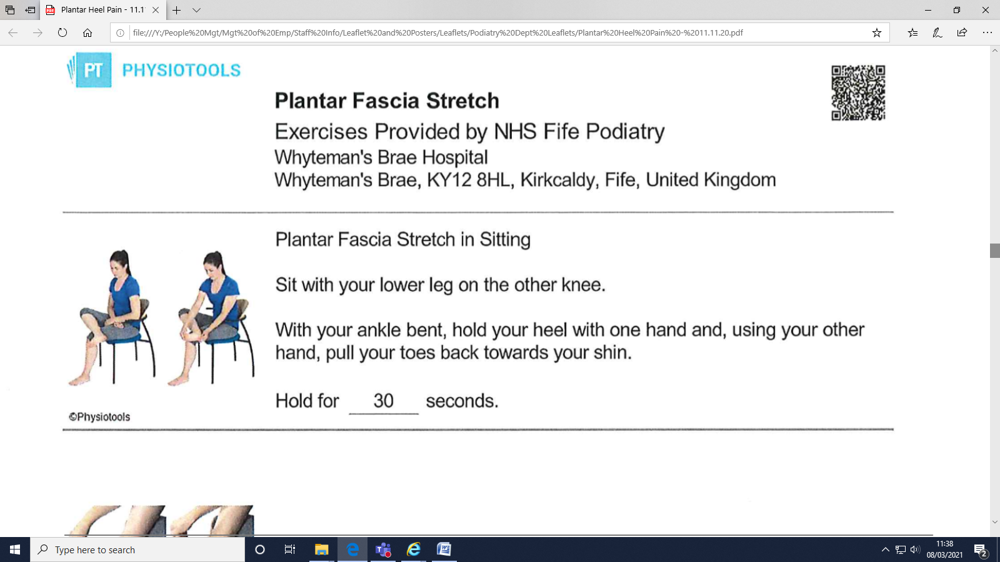 Plantar Heel Pain - 11.1
file:///Y:/People%20Mgt/Mgt%20of%20Emp/Staff%20Info/Leaflet%20and%20Posters/Leaflets/Podiatry%20Dept%20Leaflets/Plantar%20Heel%20Pain%20-%2011.11.20.pdf
PT PHYSIOTOOLS
Plantar Fascia Stretch
Exercises Provided by NHS Fife Podiatry
Whyteman's Brae Hospital
Whyteman's Brae, KY12 8HL, Kirkcaldy, Fife, United Kingdom
Plantar Fascia Stretch in Sitting
Sit with your lower leg on the other knee.
With your ankle bent, hold your heel with one hand and, using your other
hand, pull your toes back towards your shin.
Hold for 30 seconds.
©Physiotools
Type here to search
11:38
08/03/2021
2